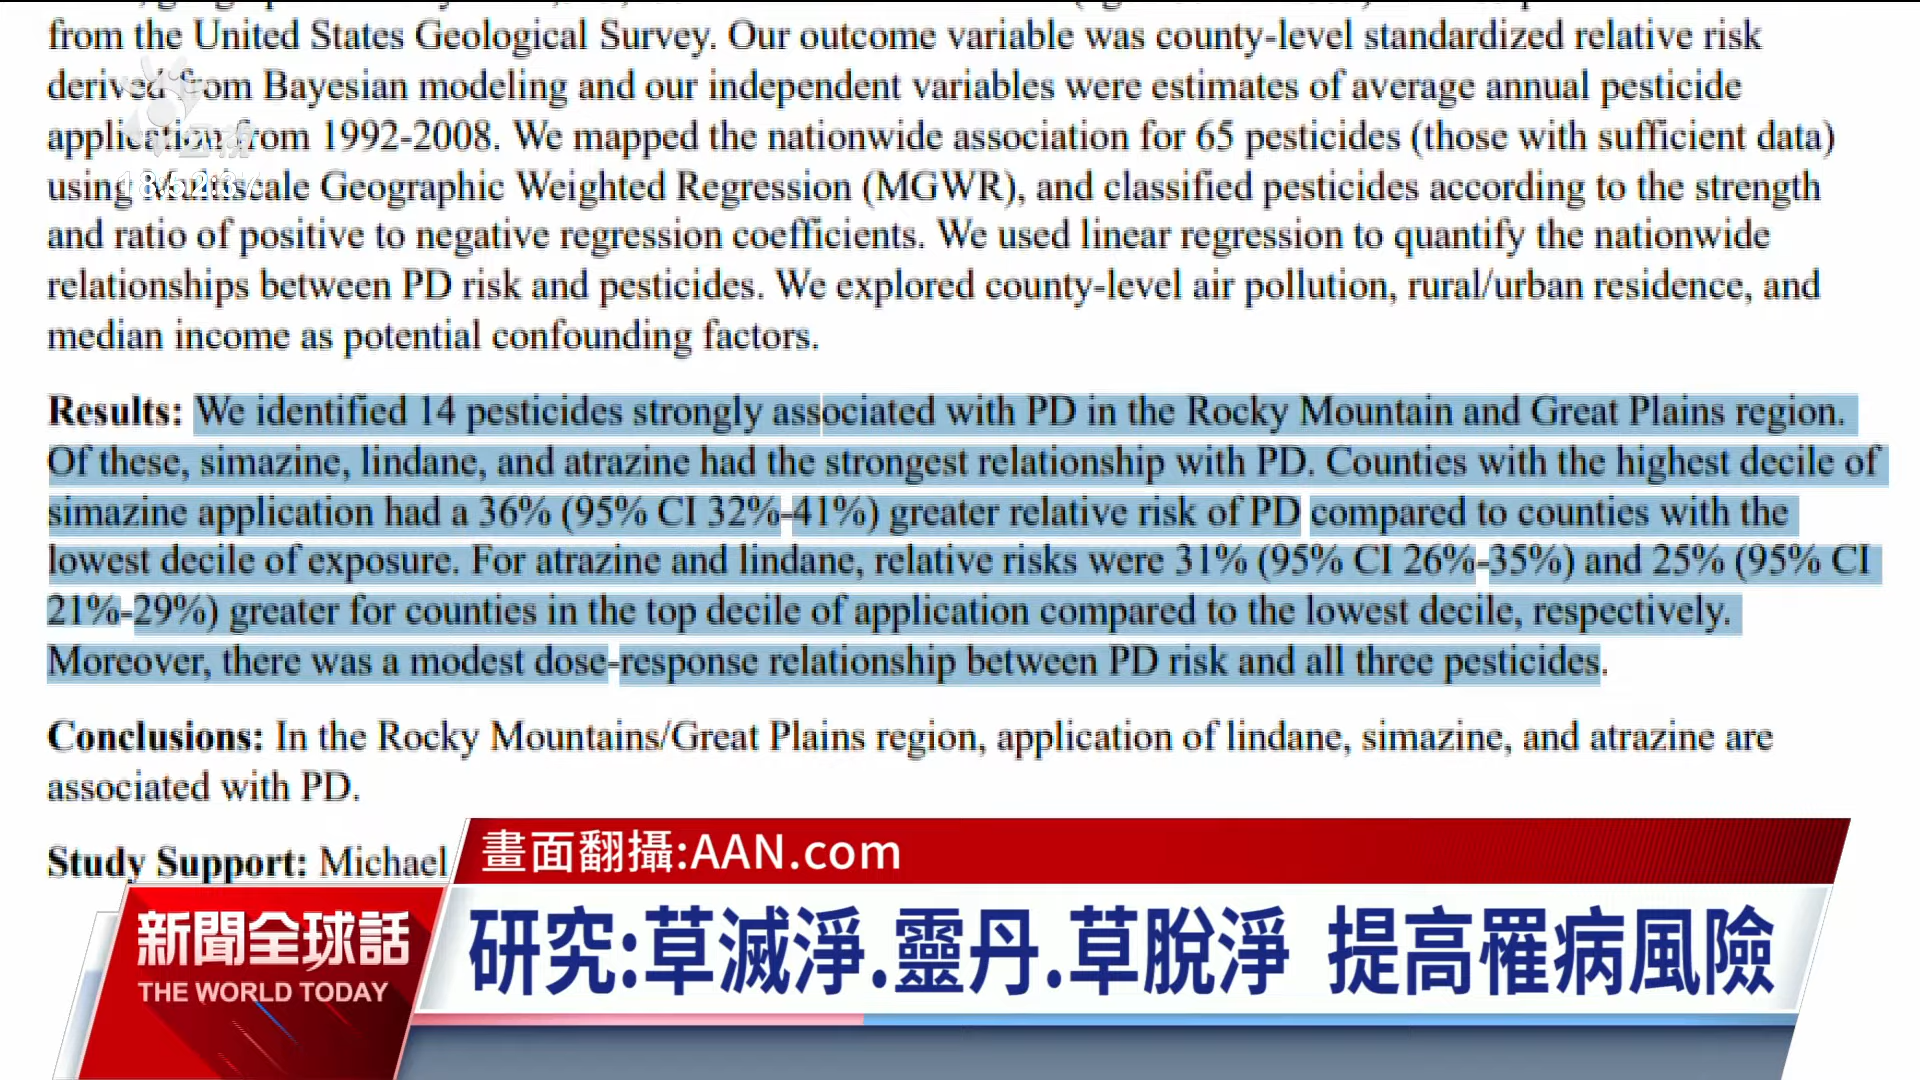 from the United States Geological Survey. Our outcome variable was county-level standardized relative risk
derived from Bayesian modeling and our independent variables were estimates of average annual pesticide
application from 1992-2008. We mapped the nationwide association for 65 pesticides (those with sufficient data)
using Multiscale Geographic Weighted Regression (MGWR), and classified pesticides according to the strength
and ratio of positive to negative regression coefficients. We used linear regression to quantify the nationwide
relationships between PD risk and pesticides. We explored county-level air pollution, rural/urban residence, and
median income as potential confounding factors.
公視
18:52:37
Results: We identified 14 pesticides strongly associated with PD in the Rocky Mountain and Great Plains region.
Of these, simazine, lindane, and atrazine had the strongest relationship with PD. Counties with the highest decile of
simazine application had a 36% (95% CI 32%-41%) greater relative risk of PD compared to counties with the
lowest decile of exposure. For atrazine and lindane, relative risks were 31% (95% CI 26%-35%) and 25% (95% CI
21%-29%) greater for counties in the top decile of application compared to the lowest decile, respectively.
Moreover, there was a modest dose-response relationship between PD risk and all three pesticides.
Conclusions: In the Rocky Mountains/Great Plains region, application of lindane, simazine, and atrazine are
associated with PD.
Study Support: Michael
畫面翻攝:AAN.com
研究:草滅淨.靈丹.草脫淨 提高罹病風險
新聞全球話
THE WORLD TODAY